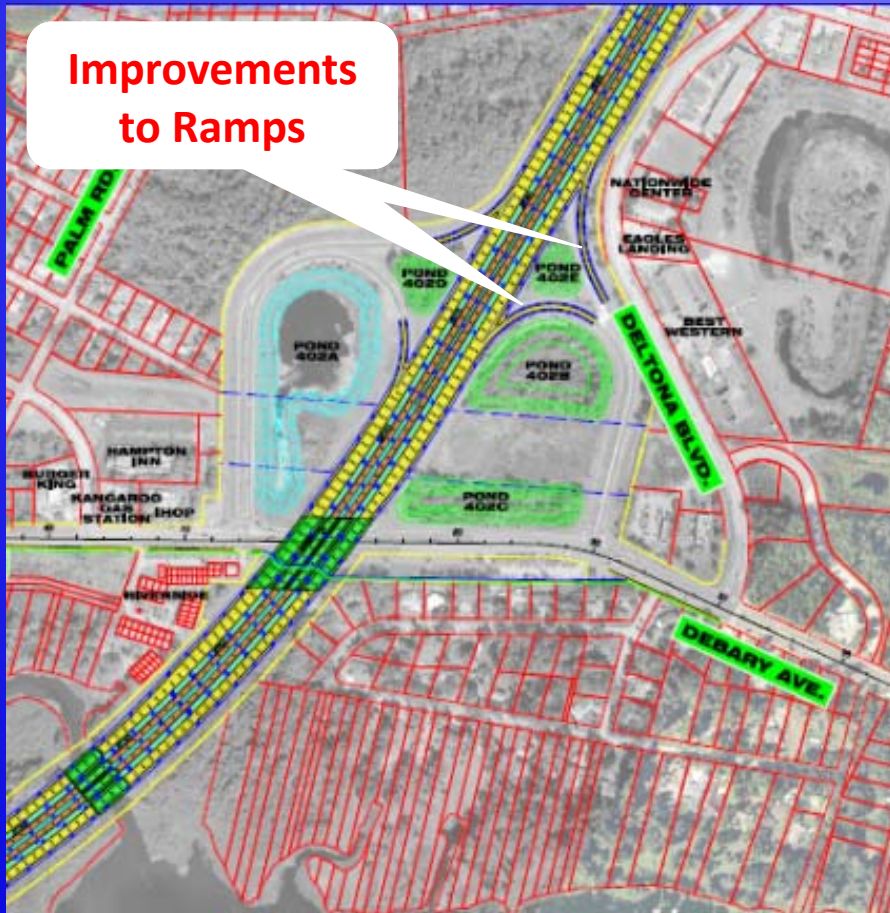 Improvements
to Ramps
PALM RD.
NATIONWIDE
CENTER
EAGLES
LANDING
POND
402D
POND
402E
BEST
WESTERN
POND
402A
POND
402B
DELTONA BLVD.
HAMPTON
INN
BURGER
KING
KANGAROO
GAS
STATION
IHOP
POND
402C
RIVERSIDE
DEBARY AVE.